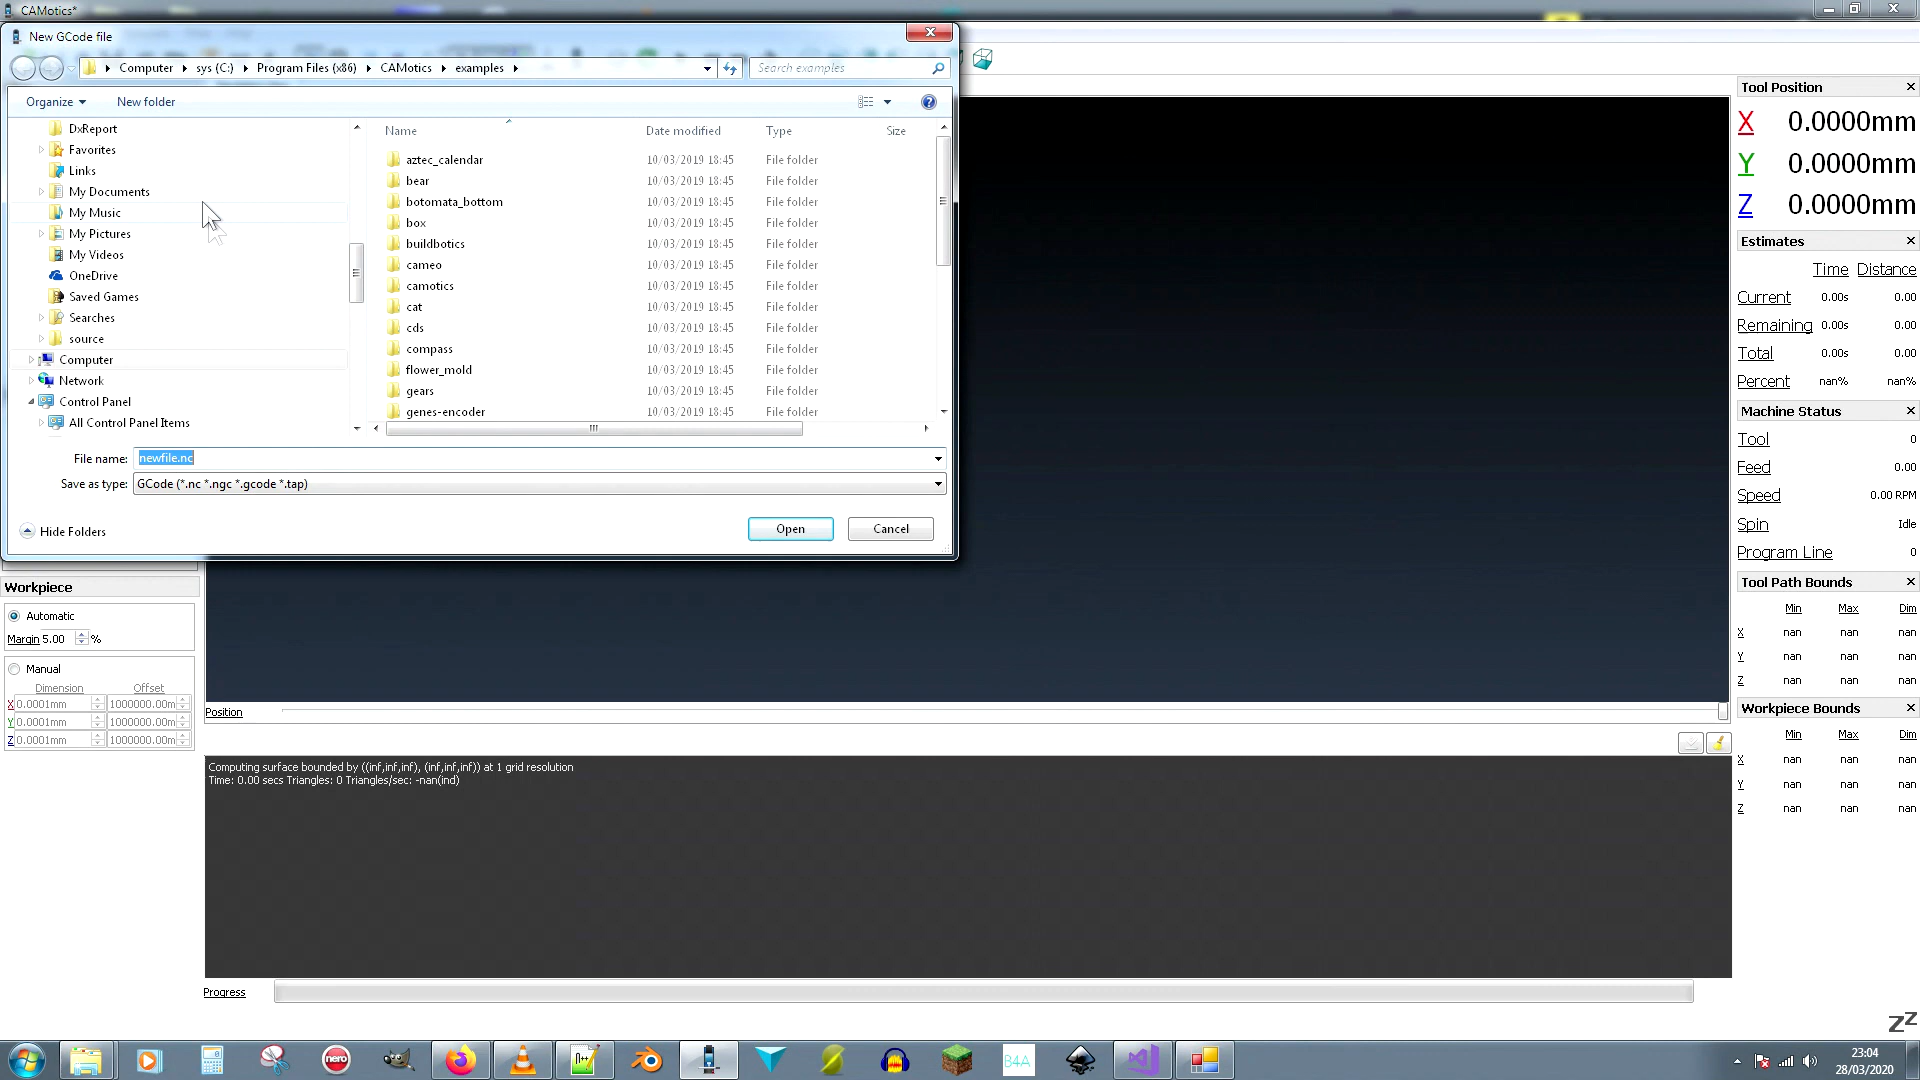 CAMotics*
New GCode file
Computer sys (C:) Program Files (x86) CAMotics examples
Search examples
Organize New folder
DxReport
Favorites
Links
My Documents
My Music
My Pictures
My Videos
OneDrive
Saved Games
Searches
source
Computer
Network
Control Panel
All Control Panel Items
Name Date modified Type Size
aztec_calendar 10/03/2019 18:45 File folder
bear 10/03/2019 18:45 File folder
botomata_bottom 10/03/2019 18:45 File folder
box 10/03/2019 18:45 File folder
buildbotics 10/03/2019 18:45 File folder
cameo 10/03/2019 18:45 File folder
camotics 10/03/2019 18:45 File folder
cat 10/03/2019 18:45 File folder
cds 10/03/2019 18:45 File folder
compass 10/03/2019 18:45 File folder
flower_mold 10/03/2019 18:45 File folder
gears 10/03/2019 18:45 File folder
genes-encoder 10/03/2019 18:45 File folder
File name: newfile.nc
Save as type: GCode (*.nc *.ngc *.gcode *.tap)
Hide Folders
Open Cancel
Workpiece
Automatic
Margin 5.00 %
Manual
Dimension Offset
X 0.0001mm 1000000.00m
Y 0.0001mm 1000000.00m
Z 0.0001mm 1000000.00m
Position
Computing surface bounded by ((inf,inf,inf), (inf,inf,inf)) at 1 grid resolution
Time: 0.00 secs Triangles: 0 Triangles/sec: -nan(ind)
Progress
Tool Position
X 0.0000mm
Y 0.0000mm
Z 0.0000mm
Estimates
Time Distance
Current 0.00s 0.00
Remaining 0.00s 0.00
Total 0.00s 0.00
Percent nan% nan%
Machine Status
Tool 0
Feed 0.00
Speed 0.00 RPM
Spin Idle
Program Line 0
Tool Path Bounds
Min Max Dim
X nan nan nan
Y nan nan nan
Z nan nan nan
Workpiece Bounds
Min Max Dim
X nan nan nan
Y nan nan nan
Z nan nan nan
zZ
nero
B4A
23:04
28/03/2020